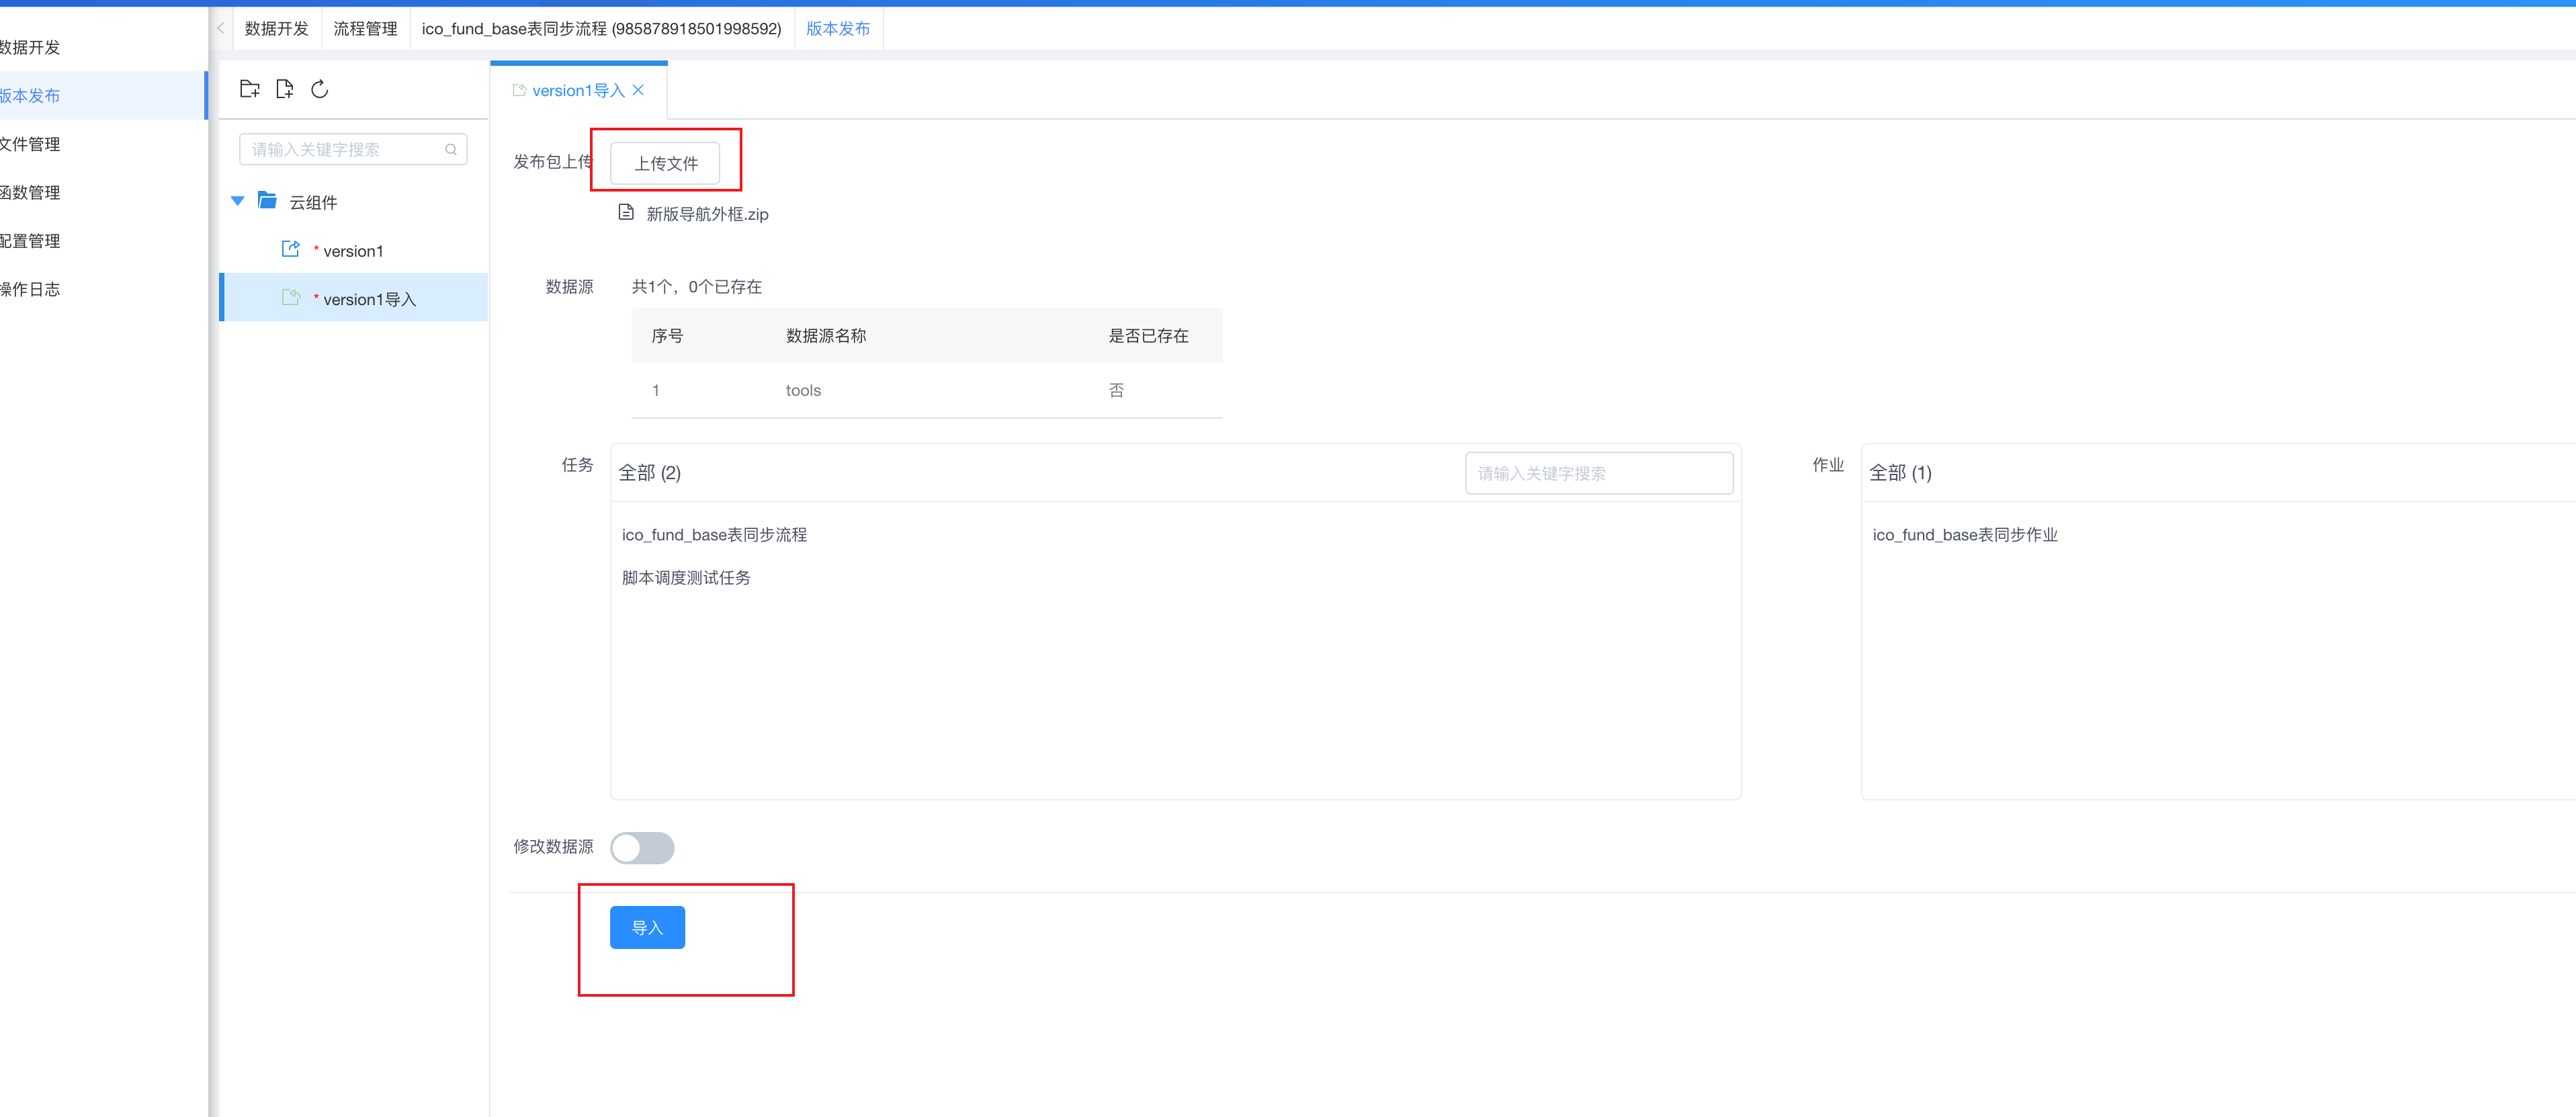 数据开发 流程管理 ico_fund_base表同步流程 (985878918501998592) 版本发布
数据开发
版本发布
文件管理
函数管理
配置管理
操作日志
请输入关键字搜索
云组件
* version1
* version1导入
version1导入
发布包上传 上传文件
新版导航外框.zip
数据源 共1个，0个已存在
序号 数据源名称 是否已存在
1 tools 否
任务 全部 (2) 请输入关键字搜索
ico_fund_base表同步流程
脚本调度测试任务
作业 全部 (1)
ico_fund_base表同步作业
修改数据源
导入